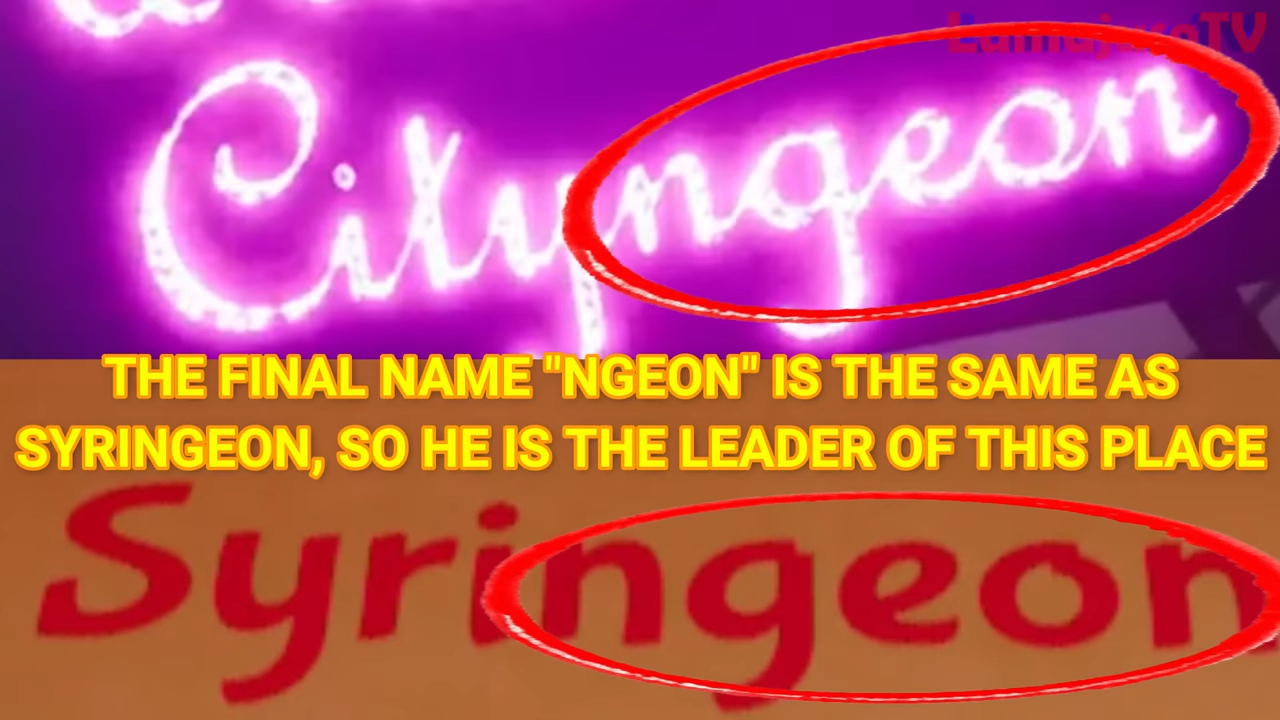 LumajuxoTV
Cityngeon
THE FINAL NAME "NGEON" IS THE SAME AS
SYRINGEON, SO HE IS THE LEADER OF THIS PLACE
Syringeon